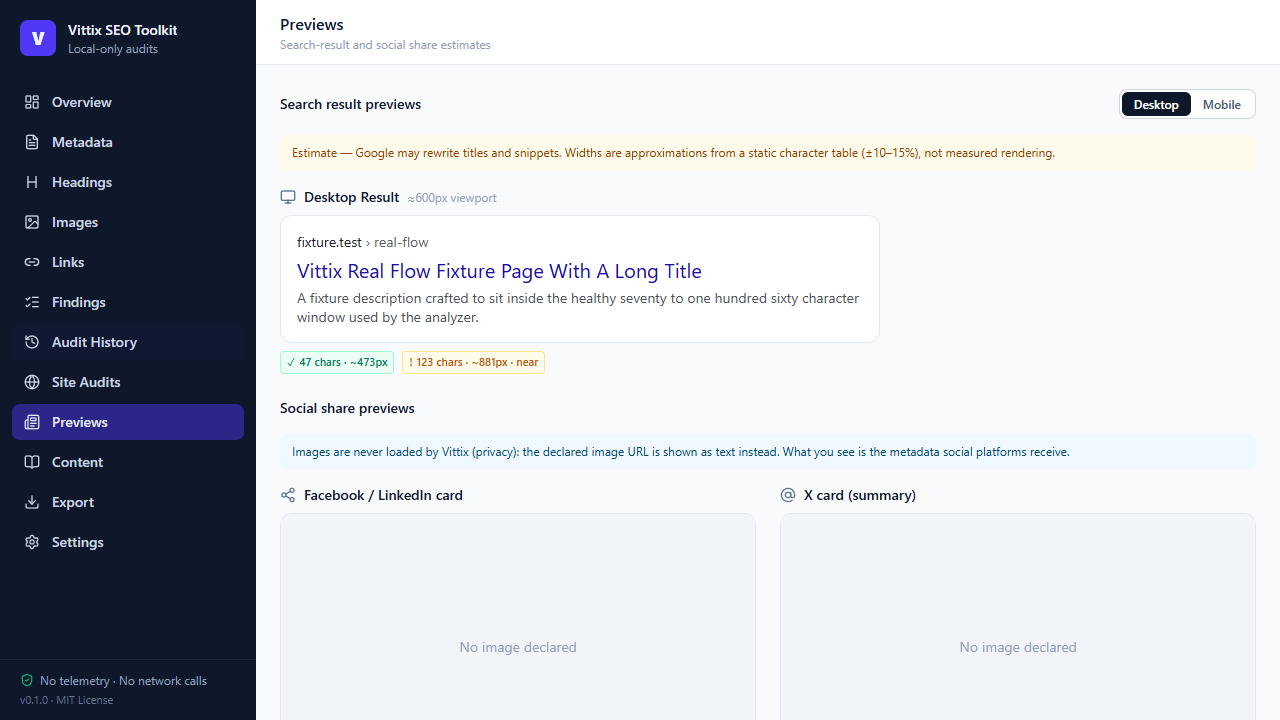 V
Vittix SEO Toolkit
Local-only audits
Overview
Metadata
Headings
Images
Links
Findings
Audit History
Site Audits
Previews
Content
Export
Settings
No telemetry · No network calls
v0.1.0 · MIT License
Previews
Search-result and social share estimates
Search result previews
Desktop Mobile
Estimate — Google may rewrite titles and snippets. Widths are approximations from a static character table (±10–15%), not measured rendering.
Desktop Result ≈600px viewport
fixture.test › real-flow
Vittix Real Flow Fixture Page With A Long Title
A fixture description crafted to sit inside the healthy seventy to one hundred sixty character
window used by the analyzer.
✓ 47 chars · ~473px ! 123 chars · ~881px · near
Social share previews
Images are never loaded by Vittix (privacy): the declared image URL is shown as text instead. What you see is the metadata social platforms receive.
Facebook / LinkedIn card
No image declared
X card (summary)
No image declared